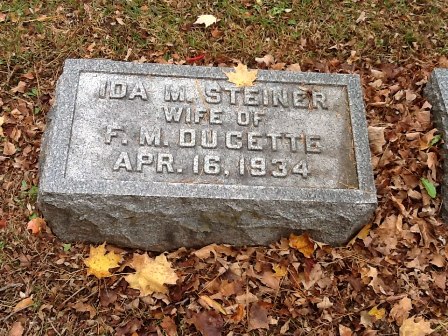 IDA M. STEINER
WIFE OF
F. M. DUCETTE
APR. 16, 1934